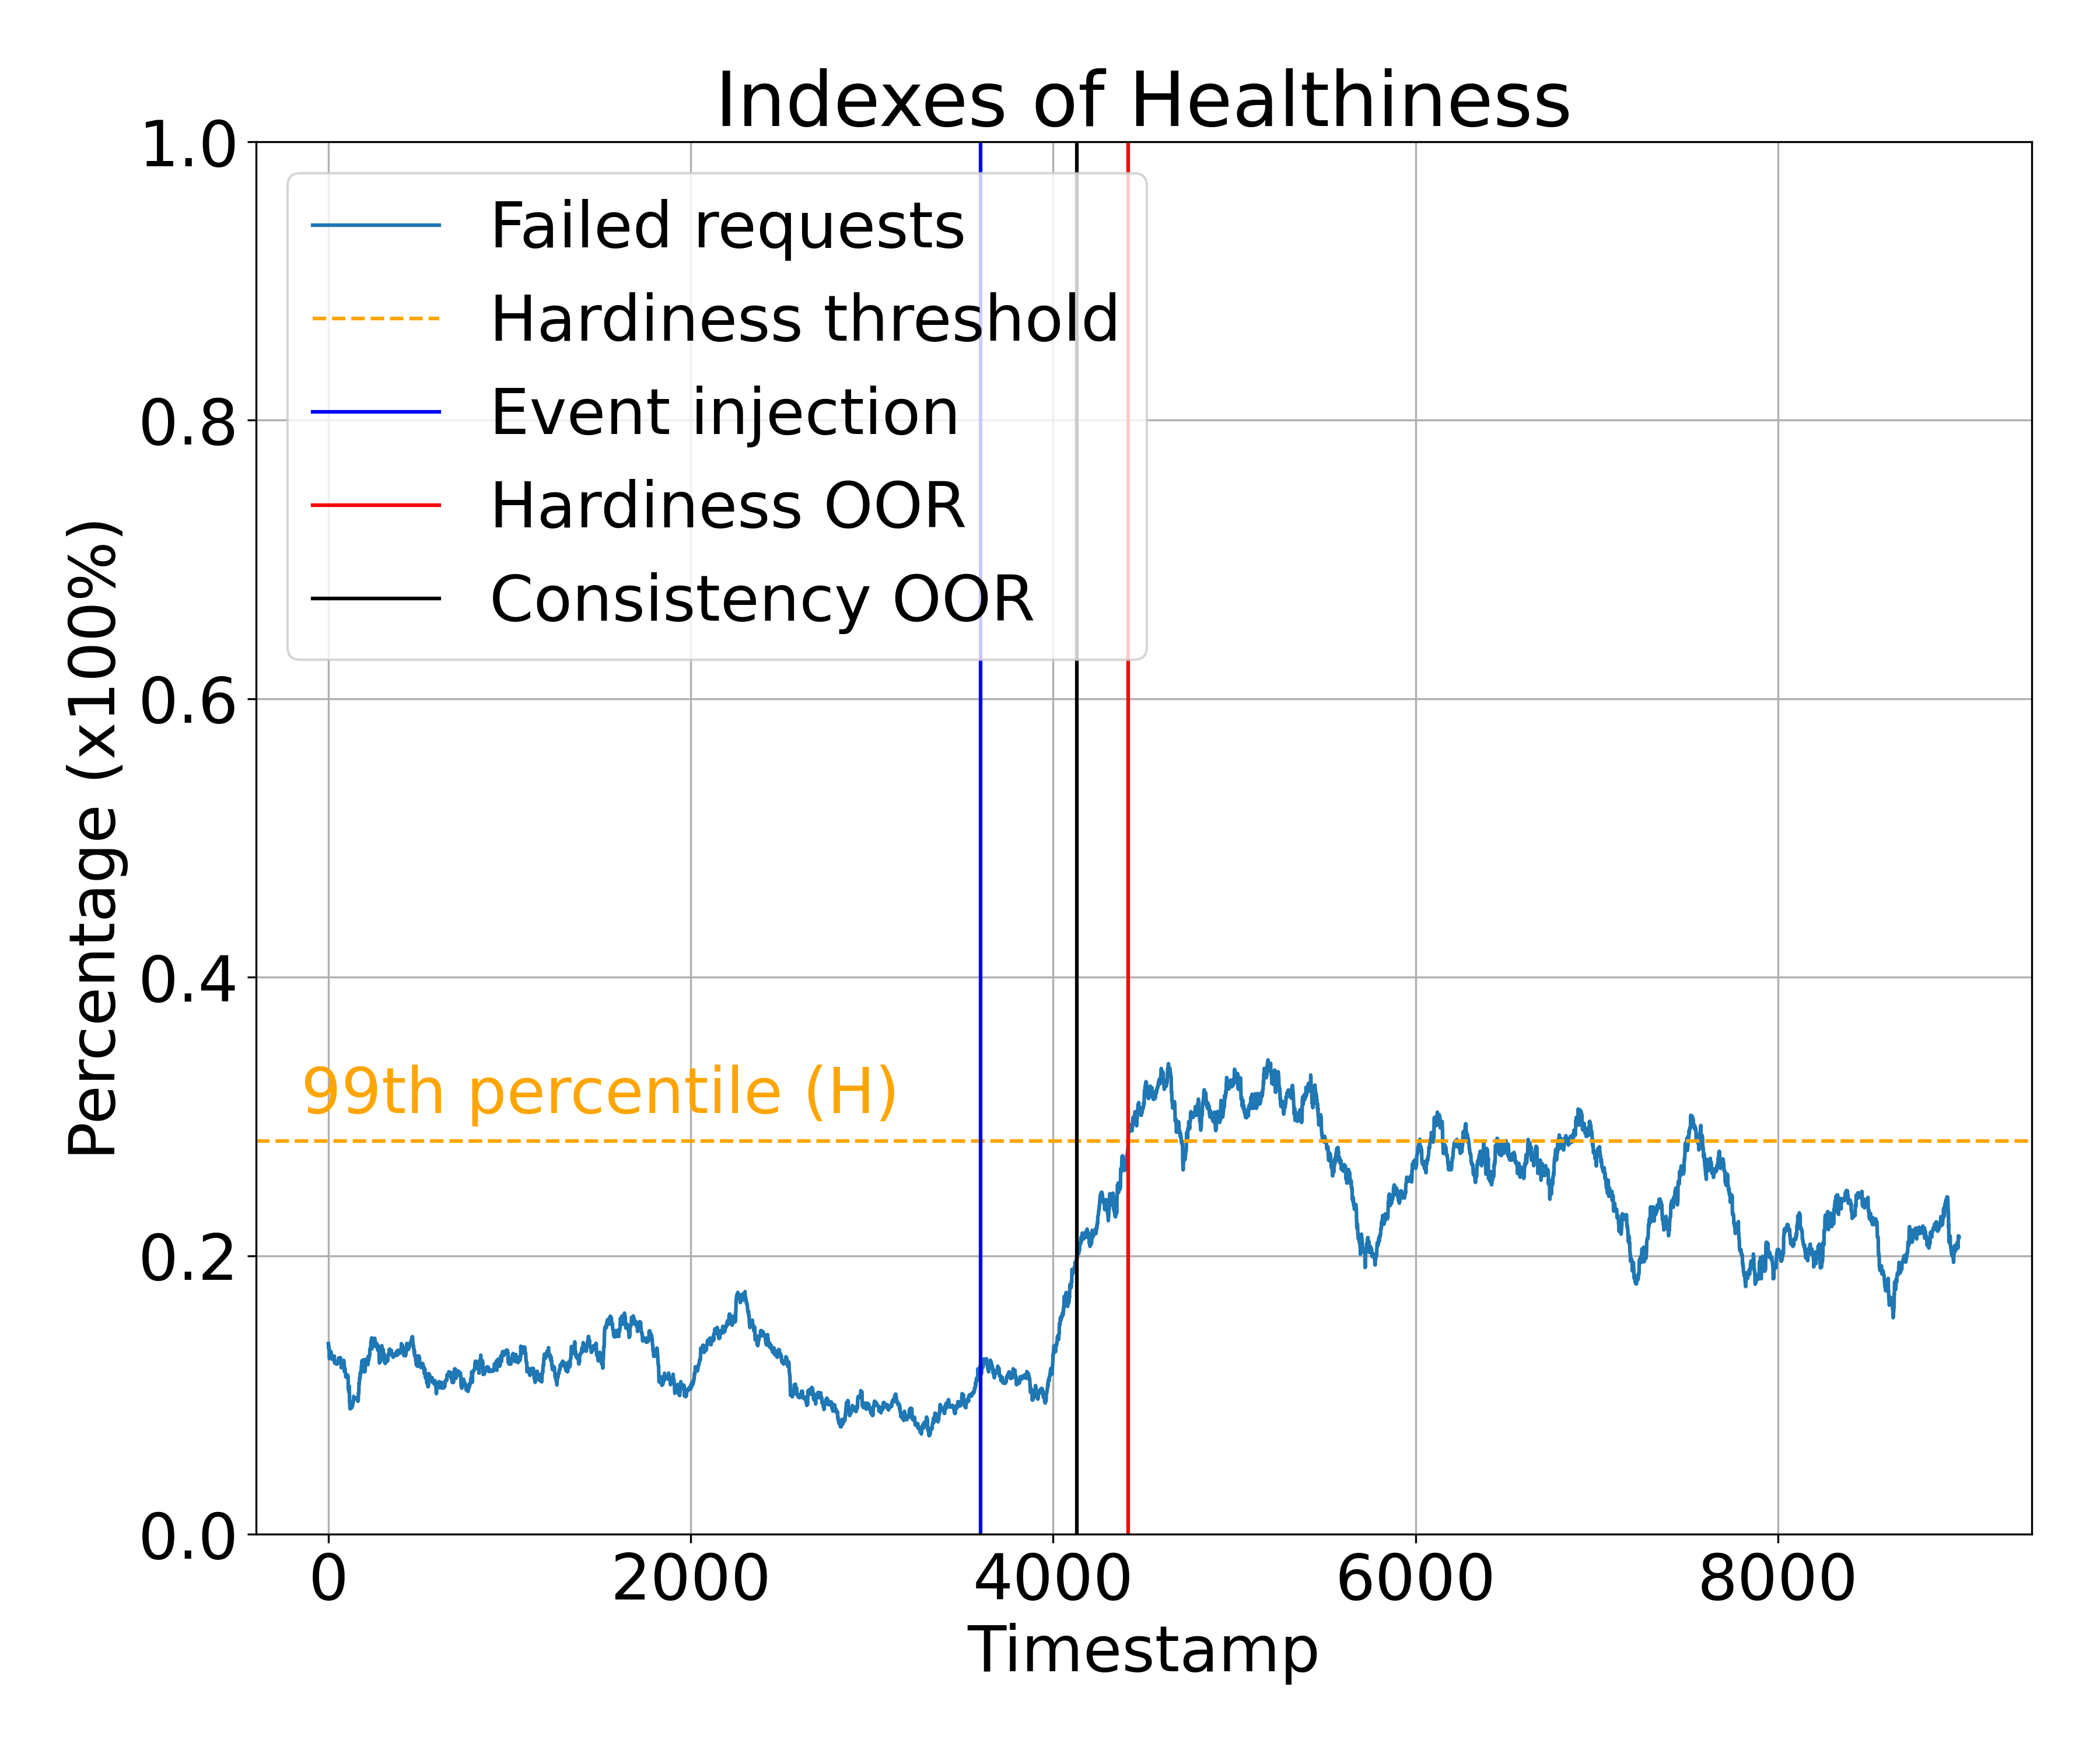 Indexes of Healthiness
1.0
0.8
0.6
0.4
0.2
0.0
Percentage (x100%)
Failed requests
Hardiness threshold
Event injection
Hardiness OOR
Consistency OOR
99th percentile (H)
0 2000 4000 6000 8000
Timestamp